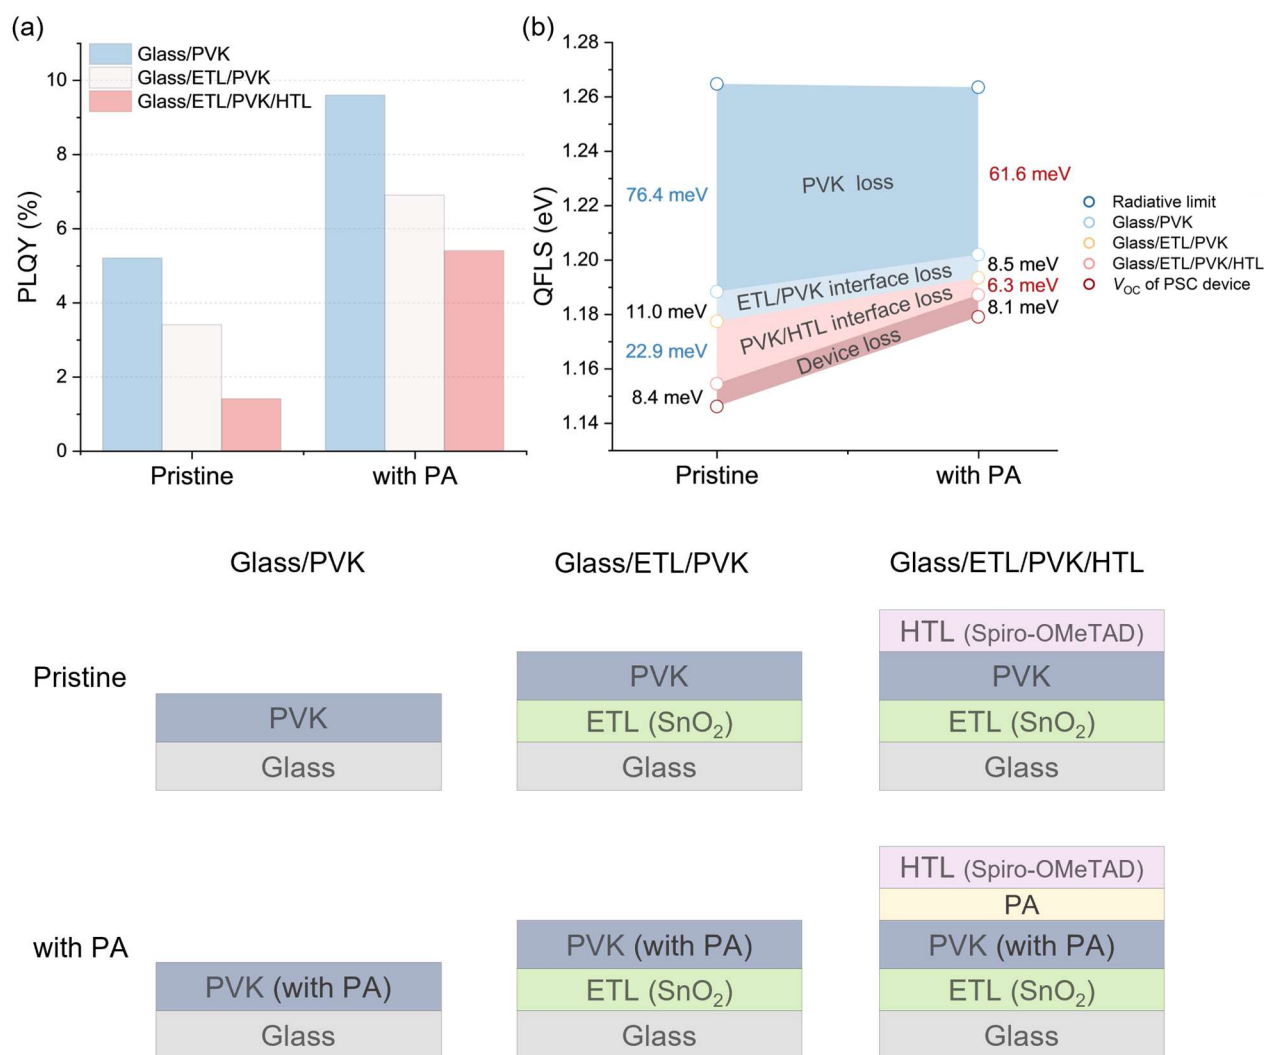 (a)
Glass/PVK
Glass/ETL/PVK
Glass/ETL/PVK/HTL
PLQY (%)
10
8
6
4
2
0
Pristine
with PA
(b)
QFLS (eV)
1.28
1.26
1.24
1.22
1.20
1.18
1.16
1.14
76.4 meV
11.0 meV
22.9 meV
8.4 meV
PVK loss
ETL/PVK interface loss
PVK/HTL interface loss
Device loss
61.6 meV
8.5 meV
6.3 meV
8.1 meV
Pristine
with PA
Radiative limit
Glass/PVK
Glass/ETL/PVK
Glass/ETL/PVK/HTL
V_OC of PSC device
Glass/PVK
Glass/ETL/PVK
Glass/ETL/PVK/HTL
Pristine
PVK
Glass
PVK
ETL (SnO₂)
Glass
HTL (Spiro-OMeTAD)
PVK
ETL (SnO₂)
Glass
with PA
PVK (with PA)
Glass
PVK (with PA)
ETL (SnO₂)
Glass
HTL (Spiro-OMeTAD)
PA
PVK (with PA)
ETL (SnO₂)
Glass